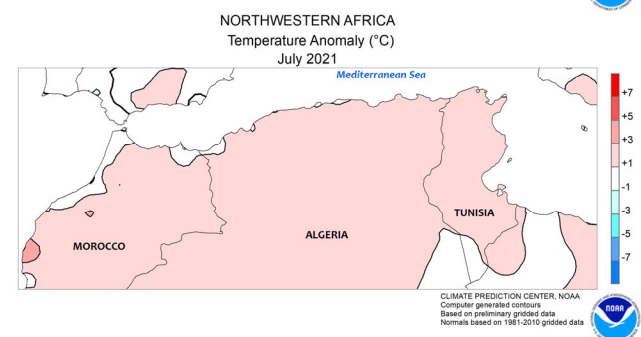 NORTHWESTERN AFRICA
Temperature Anomaly (°C)
July 2021
Mediterranean Sea
+7
+5
+3
+1
-1
-3
-5
-7
TUNISIA
ALGERIA
MOROCCO
CLIMATE PREDICTION CENTER, NOAA
Computer generated contours
Based on preliminary gridded data
Normals based on 1981-2010 gridded data
NOAA